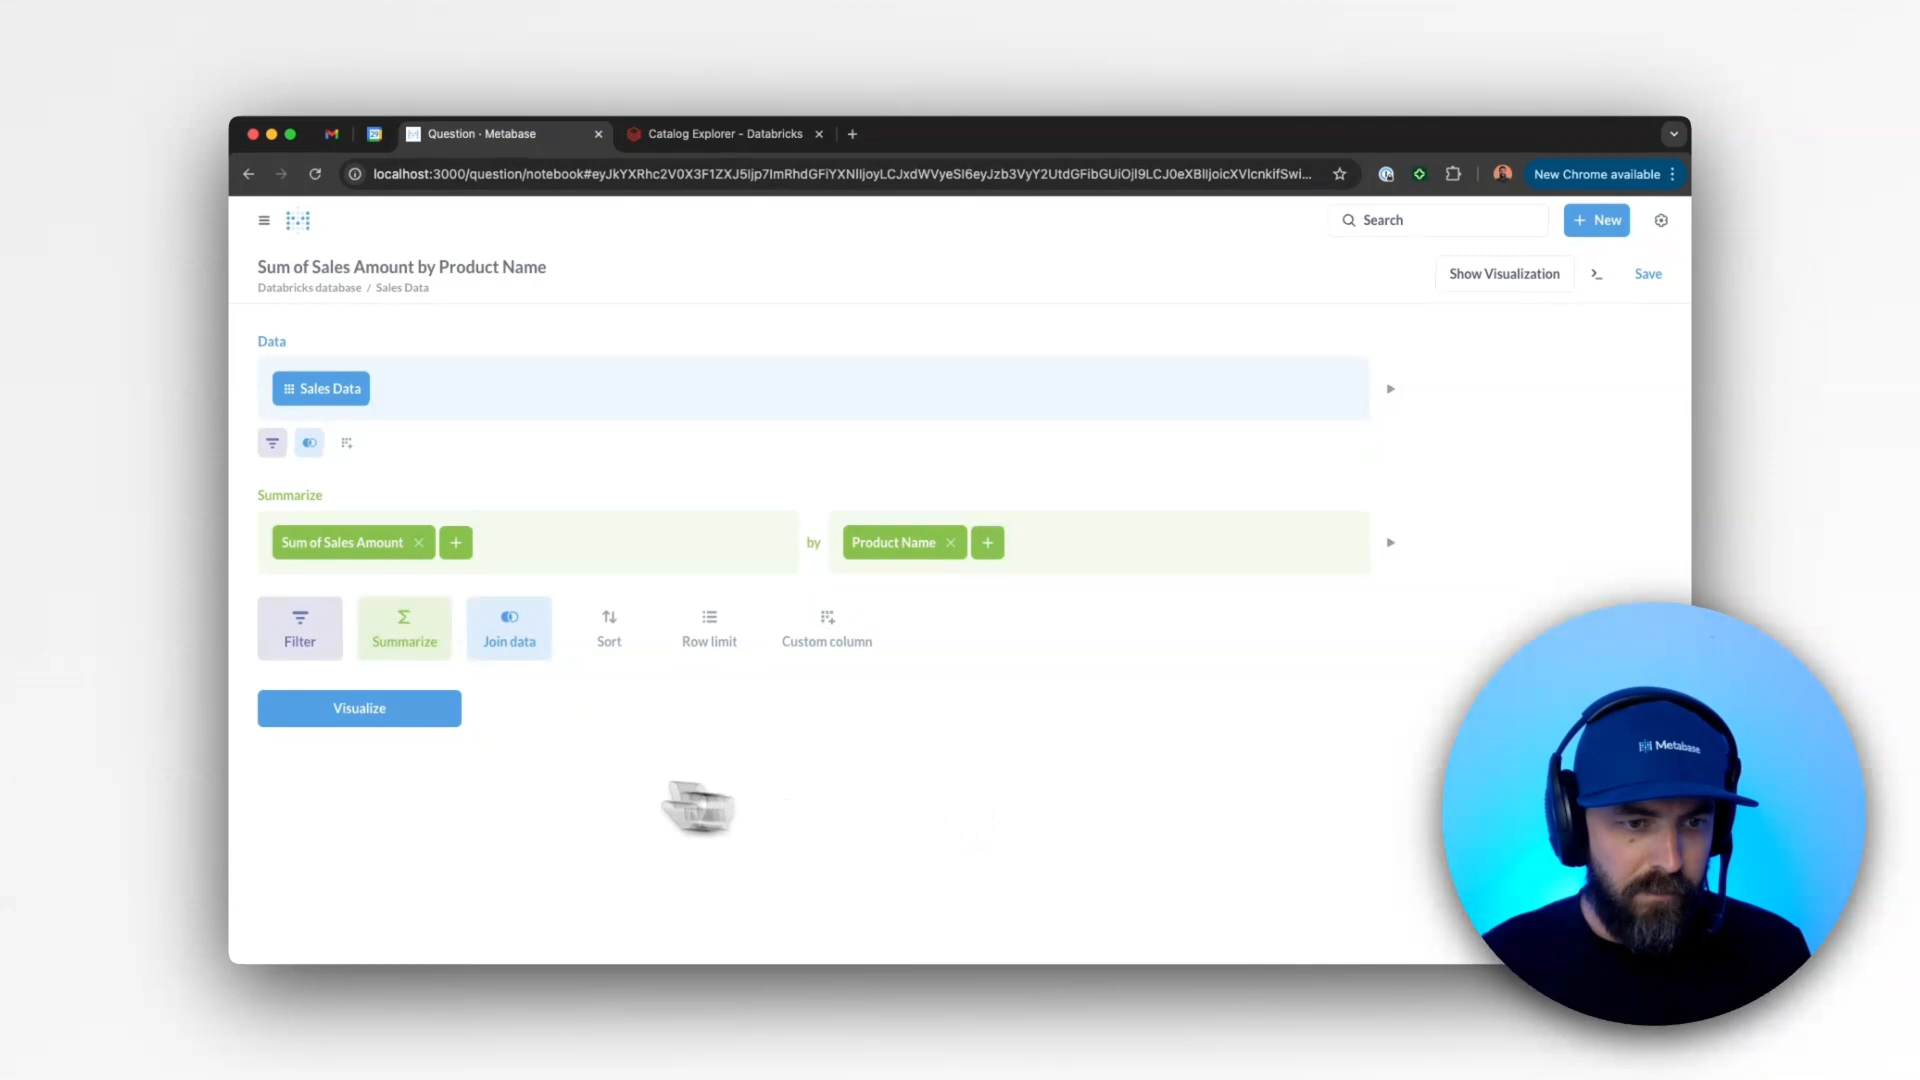 Question · Metabase
Catalog Explorer - Databricks
localhost:3000/question/notebook#eyJkYXRhc2V0X3F1ZXJ5Ijp7ImRhdGFiYXNlIjoyLCJxdWVyeSI6eyJzb3VyY2UtdGFibGUiOjI9LCJ0eXBlIjoicXVlcnkifSwi...
New Chrome available
Search
+ New
Sum of Sales Amount by Product Name
Databricks database / Sales Data
Show Visualization
Save
Data
Sales Data
Summarize
Sum of Sales Amount
by
Product Name
Filter
Summarize
Join data
Sort
Row limit
Custom column
Visualize
Metabase